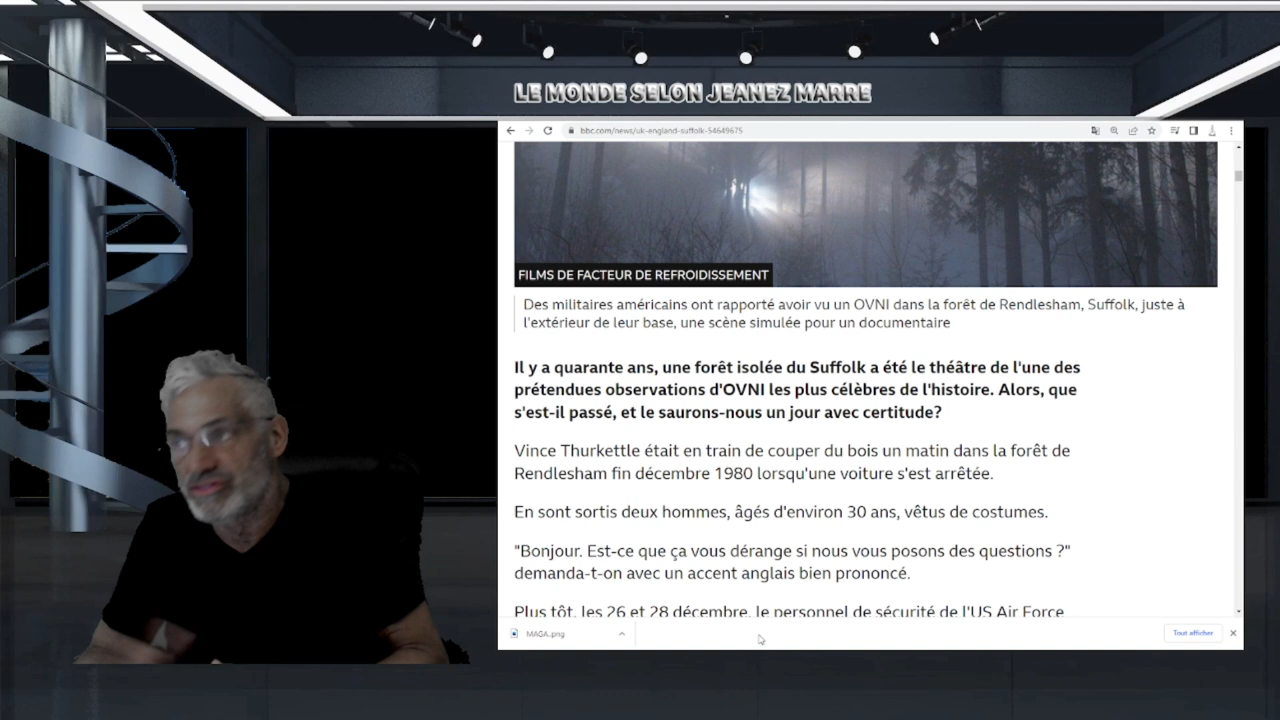 LE MONDE SELON JEANEZ MARRE
bbc.com/news/uk-england-suffolk-54649675
FILMS DE FACTEUR DE REFROIDISSEMENT
Des militaires américains ont rapporté avoir vu un OVNI dans la forêt de Rendlesham, Suffolk, juste à
l'extérieur de leur base, une scène simulée pour un documentaire
Il y a quarante ans, une forêt isolée du Suffolk a été le théâtre de l'une des
prétendues observations d'OVNI les plus célèbres de l'histoire. Alors, que
s'est-il passé, et le saurons-nous un jour avec certitude?
Vince Thurkettle était en train de couper du bois un matin dans la forêt de
Rendlesham fin décembre 1980 lorsqu'une voiture s'est arrêtée.
En sont sortis deux hommes, âgés d'environ 30 ans, vêtus de costumes.
"Bonjour. Est-ce que ça vous dérange si nous vous posons des questions ?"
demanda-t-on avec un accent anglais bien prononcé.
Plus tôt, les 26 et 28 décembre, le personnel de sécurité de l'US Air Force
MAGA.png
Tout afficher